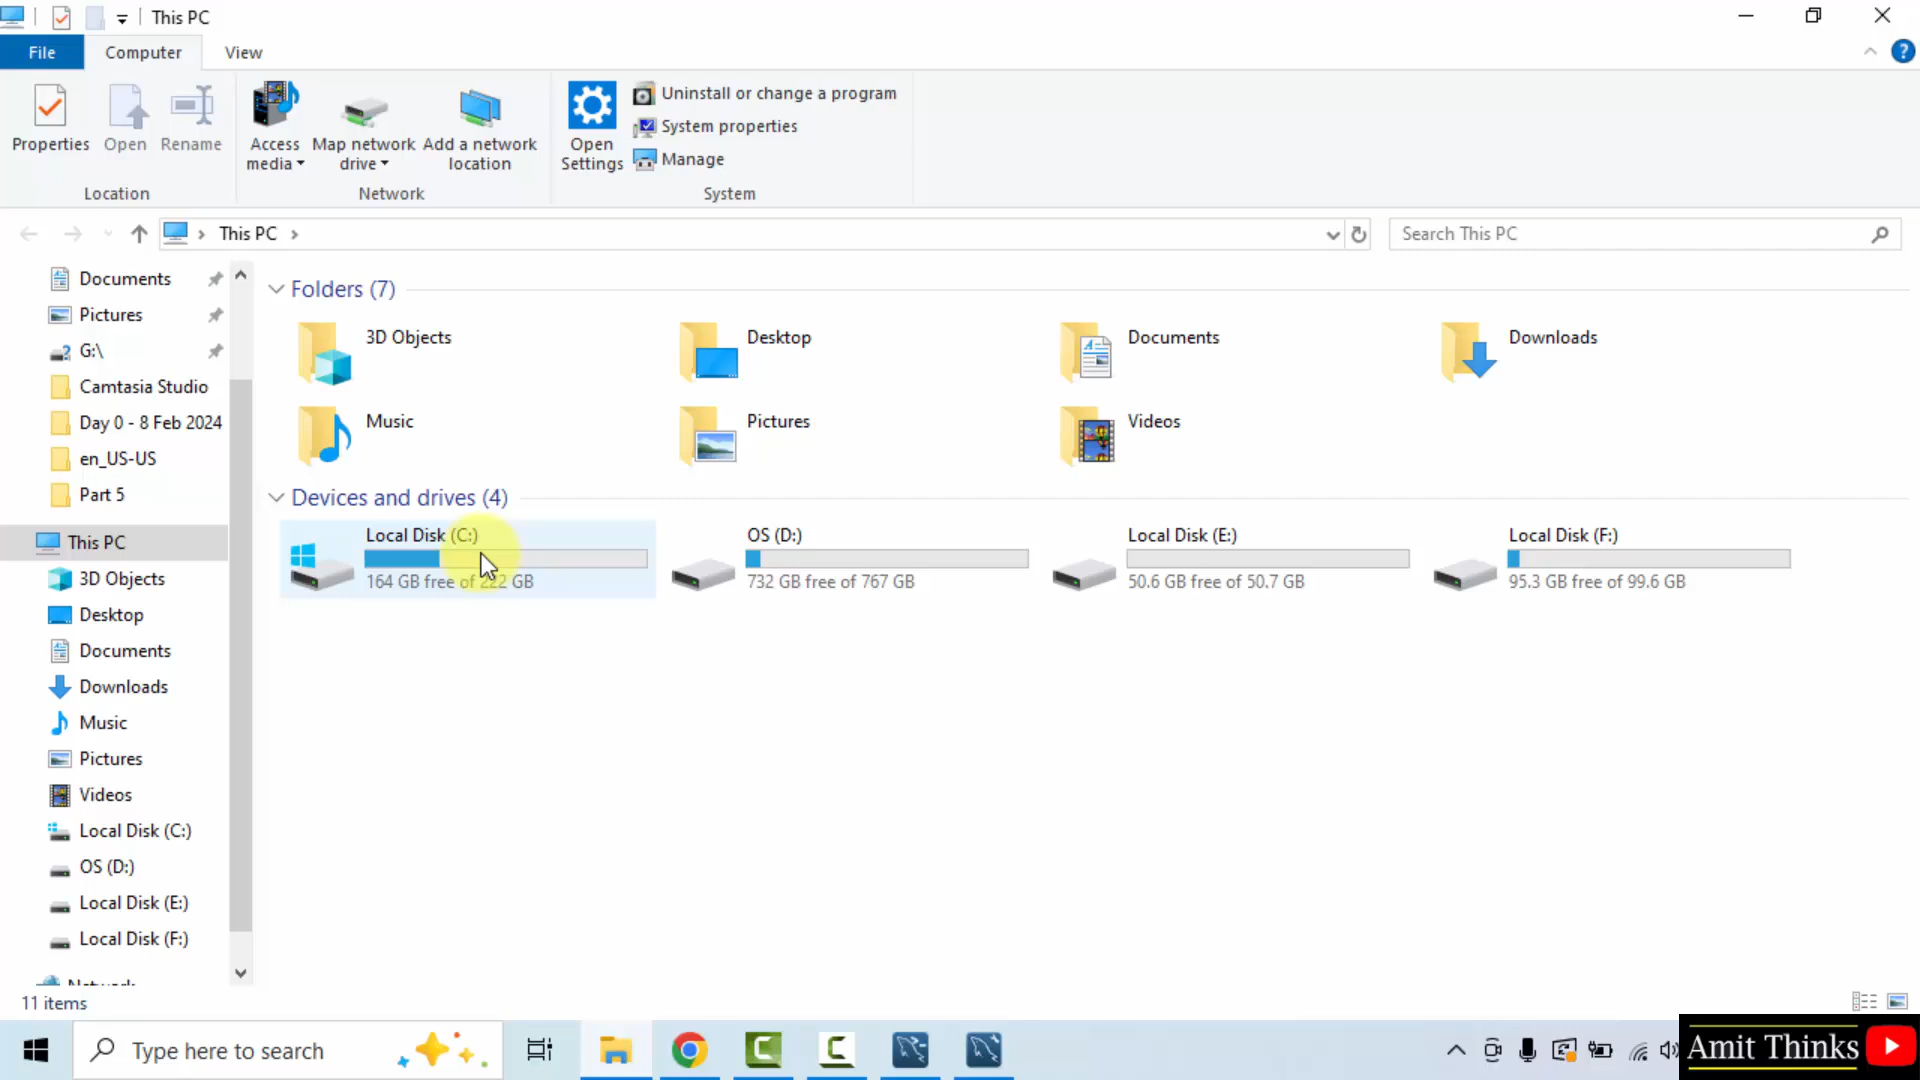 This PC
File
Computer
View
Properties
Open
Rename
Access media
Map network drive
Add a network location
Open Settings
Uninstall or change a program
System properties
Manage
Location
Network
System
This PC
Search This PC
Documents
Pictures
G:\
Camtasia Studio
Day 0 - 8 Feb 2024
en_US-US
Part 5
This PC
3D Objects
Desktop
Documents
Downloads
Music
Pictures
Videos
Local Disk (C:)
OS (D:)
Local Disk (E:)
Local Disk (F:)
Network
Folders (7)
3D Objects
Desktop
Documents
Downloads
Music
Pictures
Videos
Devices and drives (4)
Local Disk (C:)
164 GB free of 222 GB
OS (D:)
732 GB free of 767 GB
Local Disk (E:)
50.6 GB free of 50.7 GB
Local Disk (F:)
95.3 GB free of 99.6 GB
11 items
Type here to search
Amit Thinks